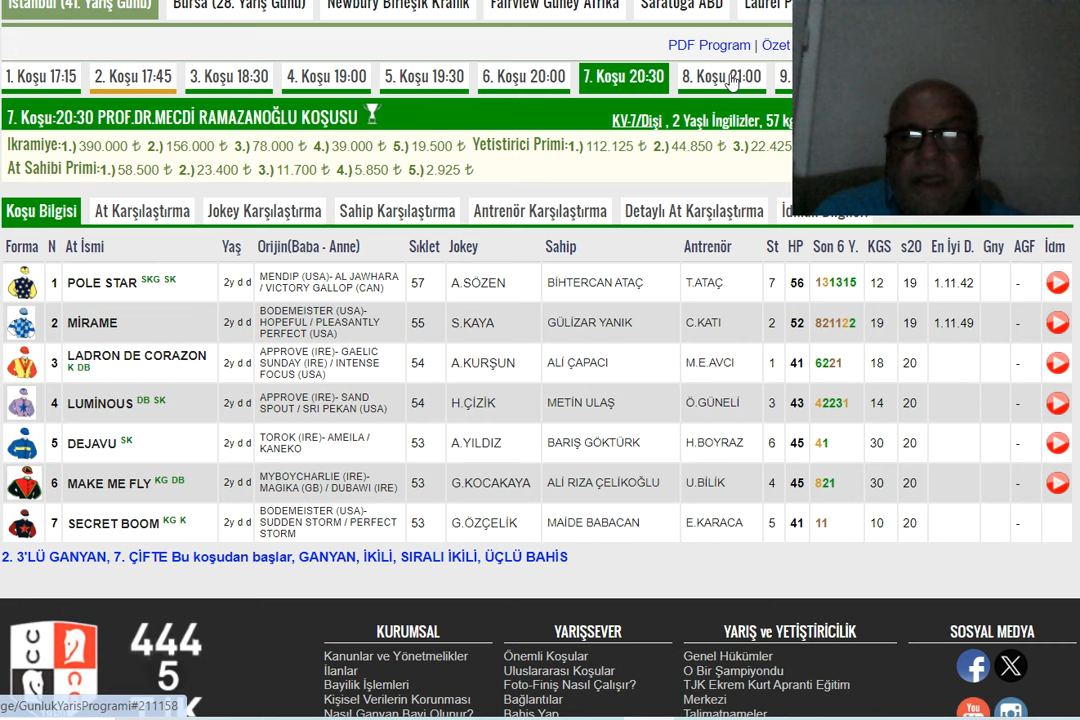 İstanbul (41. Yarış Günü) Bursa (28. Yarış Günü) Newbury Birleşik Krallık Fairview Güney Afrika Saratoga ABD Laurel P
PDF Program | Özet
1. Koşu 17:15 2. Koşu 17:45 3. Koşu 18:30 4. Koşu 19:00 5. Koşu 19:30 6. Koşu 20:00 7. Koşu 20:30 8. Koşu 21:00 9.
7. Koşu:20:30 PROF.DR.MECDİ RAMAZANOĞLU KOŞUSU KV-7/Dişi , 2 Yaşlı İngilizler, 57 kg
İkramiye:1.) 390.000 ₺ 2.) 156.000 ₺ 3.) 78.000 ₺ 4.) 39.000 ₺ 5.) 19.500 ₺ Yetistirici Primi:1.) 112.125 ₺ 2.) 44.850 ₺ 3.) 22.425
At Sahibi Primi:1.) 58.500 ₺ 2.) 23.400 ₺ 3.) 11.700 ₺ 4.) 5.850 ₺ 5.) 2.925 ₺
Koşu Bilgisi At Karşılaştırma Jokey Karşılaştırma Sahip Karşılaştırma Antrenör Karşılaştırma Detaylı At Karşılaştırma
Forma N At İsmi Yaş Orijin(Baba - Anne) Sıklet Jokey Sahip Antrenör St HP Son 6 Y. KGS s20 En İyi D. Gny AGF İdm
1 POLE STAR SKG SK 2y d d MENDIP (USA)- AL JAWHARA / VICTORY GALLOP (CAN) 57 A.SÖZEN BİHTERCAN ATAÇ T.ATAÇ 7 56 131315 12 19 1.11.42 -
2 MİRAME 2y d d BODEMEISTER (USA)- HOPEFUL / PLEASANTLY PERFECT (USA) 55 S.KAYA GÜLİZAR YANIK C.KATI 2 52 821122 19 19 1.11.49 -
3 LADRON DE CORAZON K DB 2y d d APPROVE (IRE)- GAELIC SUNDAY (IRE) / INTENSE FOCUS (USA) 54 A.KURŞUN ALİ ÇAPACI M.E.AVCI 1 41 6221 18 20 -
4 LUMİNOUS DB SK 2y d d APPROVE (IRE)- SAND SPOUT / SRI PEKAN (USA) 54 H.ÇİZİK METİN ULAŞ Ö.GÜNELİ 3 43 42231 14 20 -
5 DEJAVU SK 2y d d TOROK (IRE)- AMEILA / KANEKO 53 A.YILDIZ BARIŞ GÖKTÜRK H.BOYRAZ 6 45 41 30 20 -
6 MAKE ME FLY KG DB 2y d d MYBOYCHARLIE (IRE)- MAGIKA (GB) / DUBAWI (IRE) 53 G.KOCAKAYA ALİ RIZA ÇELİKOĞLU U.BİLİK 4 45 821 30 20 -
7 SECRET BOOM KG K 2y d d BODEMEISTER (USA)- SUDDEN STORM / PERFECT STORM 53 G.ÖZÇELİK MAİDE BABACAN E.KARACA 5 41 11 10 20 -
2. 3'LÜ GANYAN, 7. ÇİFTE Bu koşudan başlar, GANYAN, İKİLİ, SIRALI İKİLİ, ÜÇLÜ BAHİS
444
5
KURUMSAL YARIŞSEVER YARIŞ ve YETİŞTİRİCİLİK SOSYAL MEDYA
Kanunlar ve Yönetmelikler Önemli Koşular Genel Hükümler
İlanlar Uluslararası Koşular O Bir Şampiyondu
Bayilik İşlemleri Foto-Finiş Nasıl Çalışır? TJK Ekrem Kurt Apranti Eğitim
Kişisel Verilerin Korunması Bağlantılar Merkezi
Nasıl Ganyan Bayi Olunur? Bahis Yap Talimatnameler
ge/GunlukYarisProgrami#211158